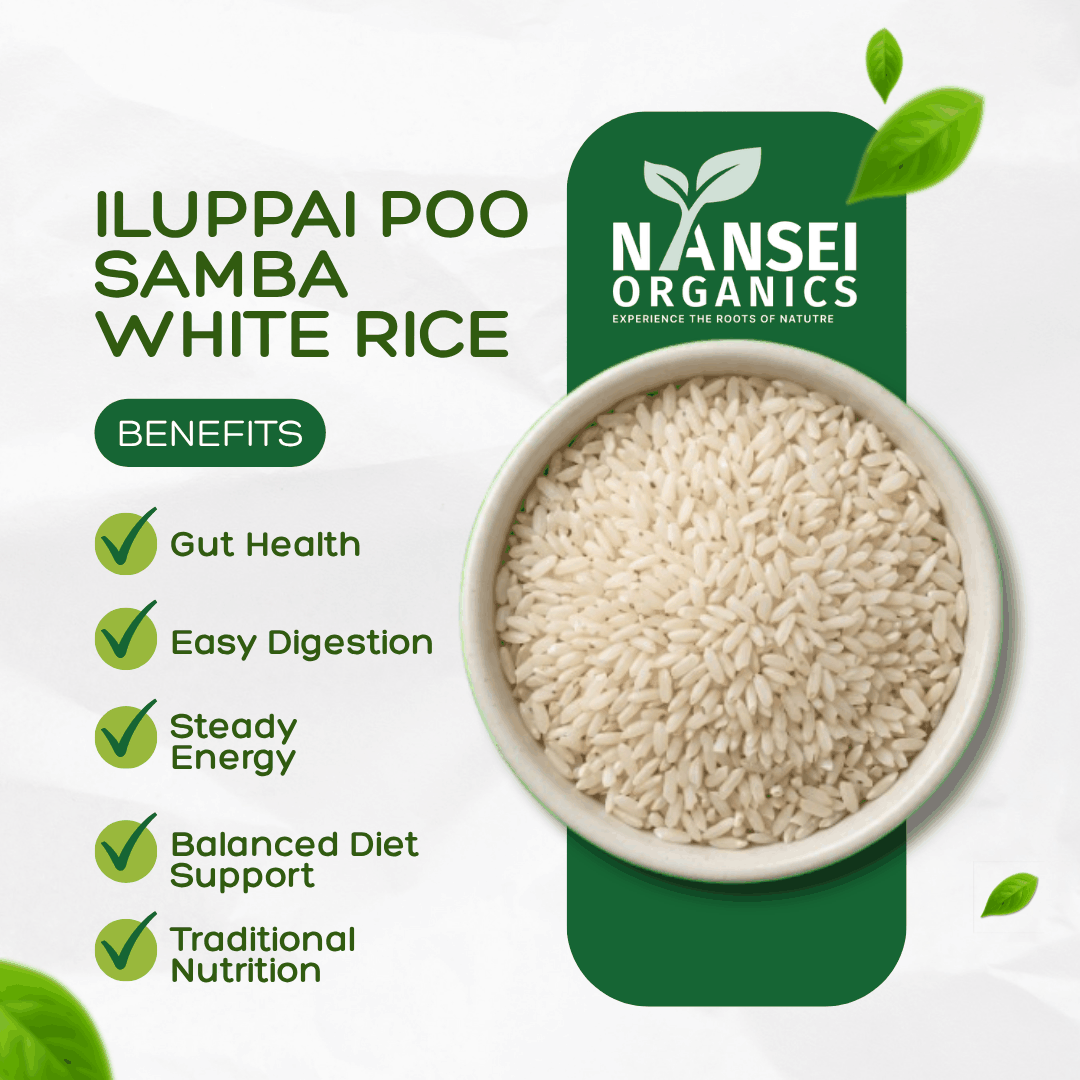 ILUPPAI POO
SAMBA
WHITE RICE
BENEFITS
Gut Health
Easy Digestion
Steady
Energy
Balanced Diet
Support
Traditional
Nutrition
NANSEI
ORGANICS
EXPERIENCE THE ROOTS OF NATUTRE